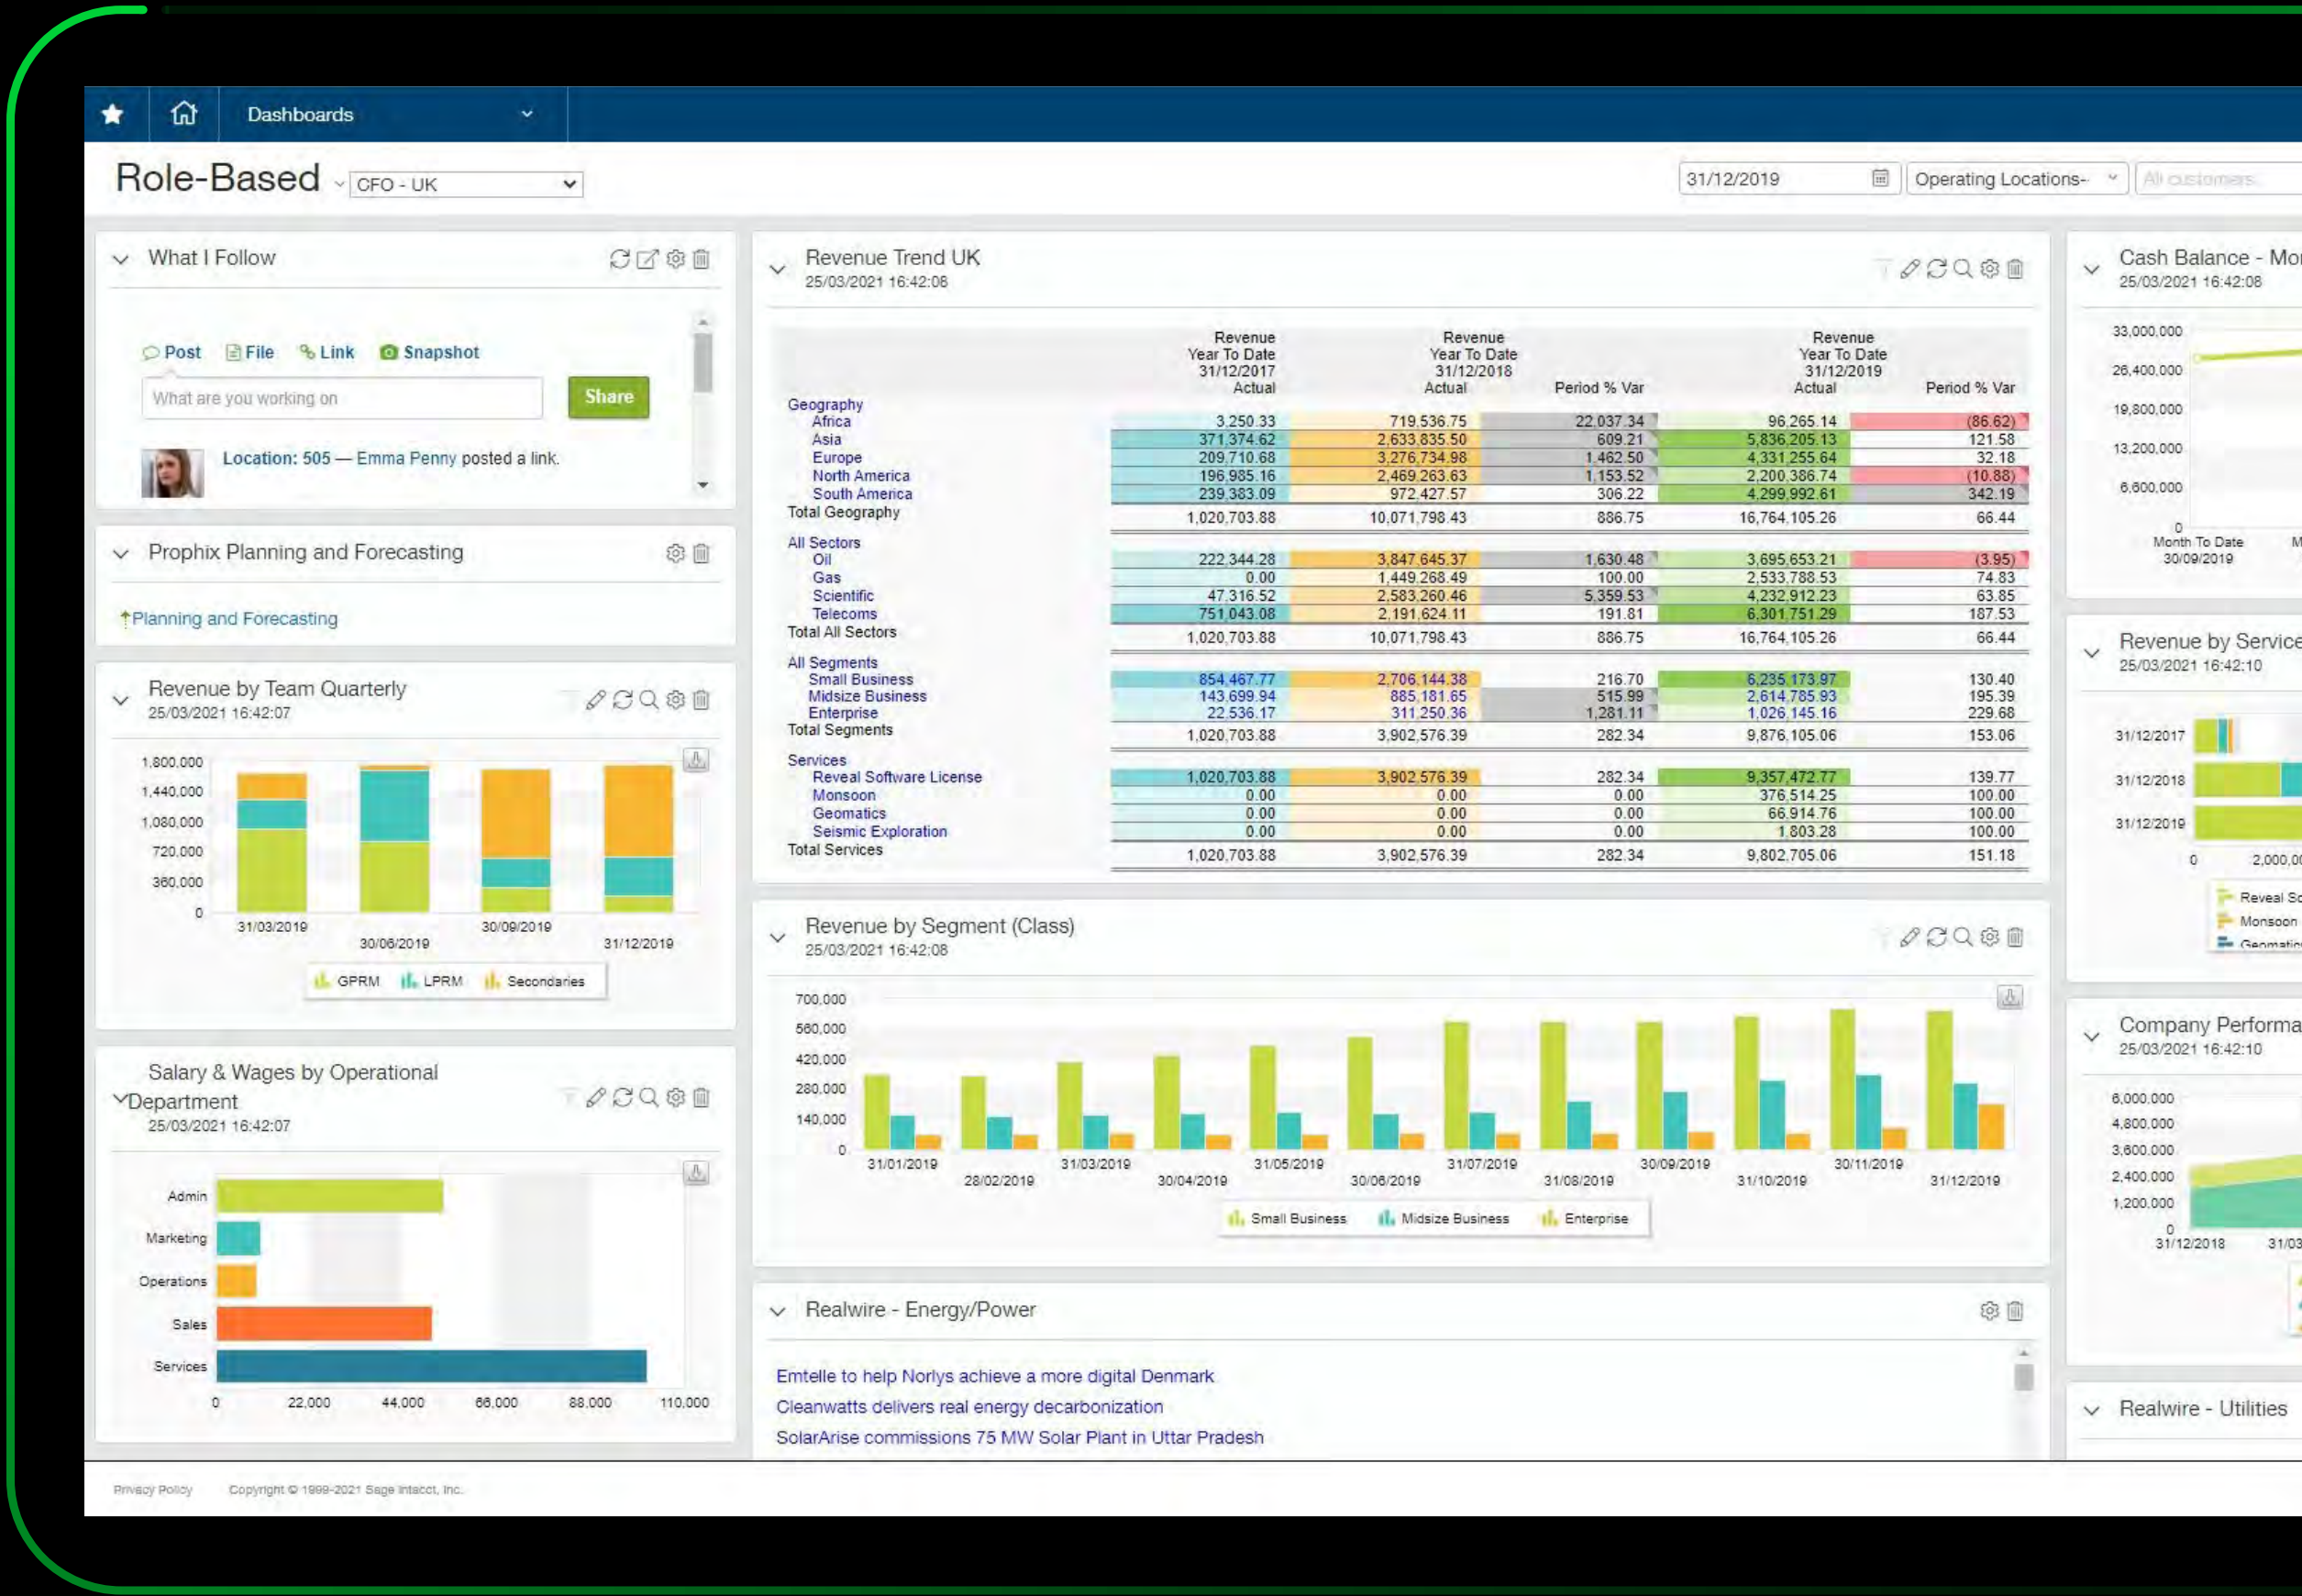 Dashboards
Role-Based
CFO - UK
31/12/2019
Operating Locations-
All customers
What I Follow
Post File Link Snapshot
What are you working on
Share
Location: 505 — Emma Penny posted a link.
Prophix Planning and Forecasting
Planning and Forecasting
Revenue by Team Quarterly
25/03/2021 16:42:07
1,800,000
1,440,000
1,080,000
720,000
360,000
0
31/03/2019
30/06/2019
30/09/2019
31/12/2019
GPRM LPRM Secondaries
Salary & Wages by Operational
Department
25/03/2021 16:42:07
Admin
Marketing
Operations
Sales
Services
0 22,000 44,000 66,000 88,000 110,000
Revenue Trend UK
25/03/2021 16:42:08
Revenue Revenue Revenue
Year To Date Year To Date Year To Date
31/12/2017 31/12/2018 31/12/2019
Actual Actual Period % Var Actual Period % Var
Geography
Africa 3,250.33 719,536.75 22,037.34 96,265.14 (86.62)
Asia 371,374.62 2,633,835.50 609.21 5,836,205.13 121.58
Europe 209,710.68 3,276,734.98 1,462.50 4,331,255.64 32.18
North America 196,985.16 2,469,263.63 1,153.52 2,200,386.74 (10.88)
South America 239,383.09 972,427.57 306.22 4,299,992.61 342.19
Total Geography 1,020,703.88 10,071,798.43 886.75 16,764,105.26 66.44
All Sectors
Oil 222,344.28 3,847,645.37 1,630.48 3,695,653.21 (3.95)
Gas 0.00 1,449,268.49 100.00 2,533,788.53 74.83
Scientific 47,316.52 2,583,260.46 5,359.53 4,232,912.23 63.85
Telecoms 751,043.08 2,191,624.11 191.81 6,301,751.29 187.53
Total All Sectors 1,020,703.88 10,071,798.43 886.75 16,764,105.26 66.44
All Segments
Small Business 854,467.77 2,706,144.38 216.70 6,235,173.97 130.40
Midsize Business 143,699.94 885,181.65 515.99 2,614,785.93 195.39
Enterprise 22,536.17 311,250.36 1,281.11 1,026,145.16 229.68
Total Segments 1,020,703.88 3,902,576.39 282.34 9,876,105.06 153.06
Services
Reveal Software License 1,020,703.88 3,902,576.39 282.34 9,357,472.77 139.77
Monsoon 0.00 0.00 0.00 376,514.25 100.00
Geomatics 0.00 0.00 0.00 66,914.76 100.00
Seismic Exploration 0.00 0.00 0.00 1,803.28 100.00
Total Services 1,020,703.88 3,902,576.39 282.34 9,802,705.06 151.18
Revenue by Segment (Class)
25/03/2021 16:42:08
700,000
560,000
420,000
280,000
140,000
0
31/01/2019 31/03/2019 31/05/2019 31/07/2019 30/09/2019 30/11/2019
28/02/2019 30/04/2019 30/06/2019 31/08/2019 31/10/2019 31/12/2019
Small Business Midsize Business Enterprise
Realwire - Energy/Power
Emtelle to help Norlys achieve a more digital Denmark
Cleanwatts delivers real energy decarbonization
SolarArise commissions 75 MW Solar Plant in Uttar Pradesh
Cash Balance - Mo
25/03/2021 16:42:08
33,000,000
26,400,000
19,800,000
13,200,000
6,600,000
0
Month To Date M
30/09/2019
Revenue by Service
25/03/2021 16:42:10
31/12/2017
31/12/2018
31/12/2019
0 2,000,00
Reveal So
Monsoon
Geomatic
Company Performa
25/03/2021 16:42:10
6,000,000
4,800,000
3,600,000
2,400,000
1,200,000
0
31/12/2018 31/03
Realwire - Utilities
Privacy Policy Copyright © 1999-2021 Sage Intacct, Inc.